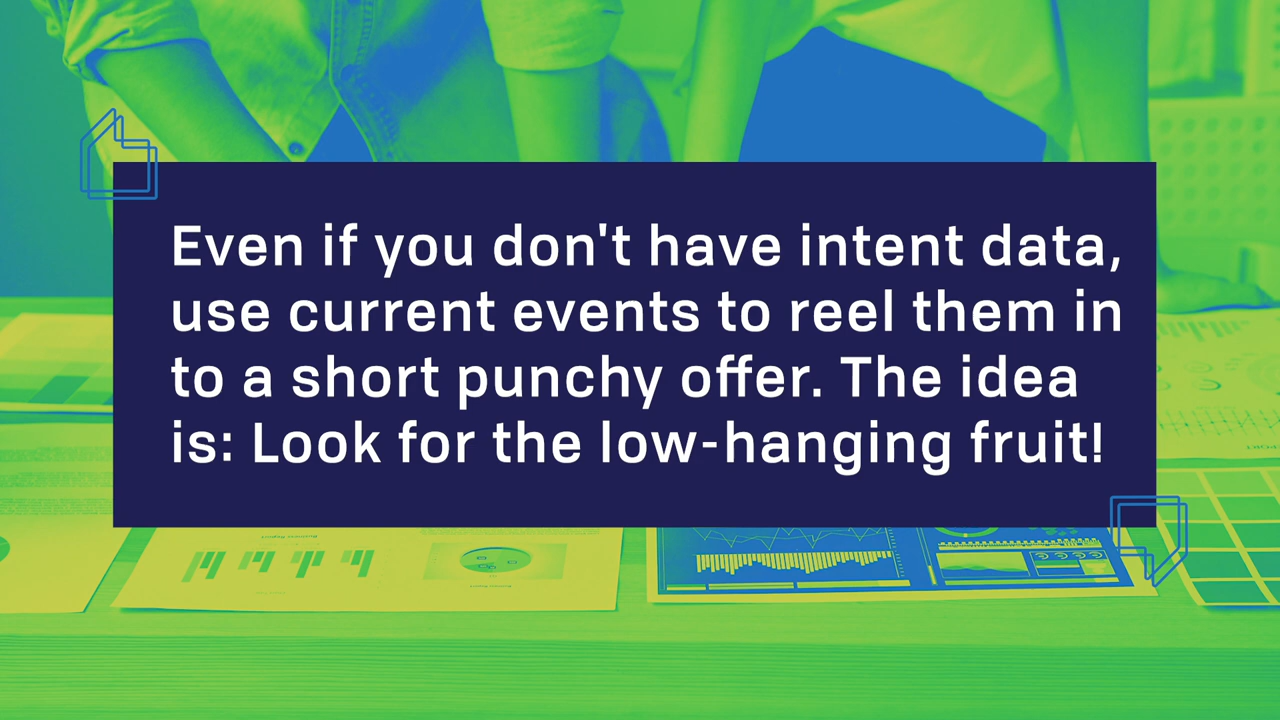 Even if you don't have intent data,
use current events to reel them in
to a short punchy offer. The idea
is: Look for the low-hanging fruit!